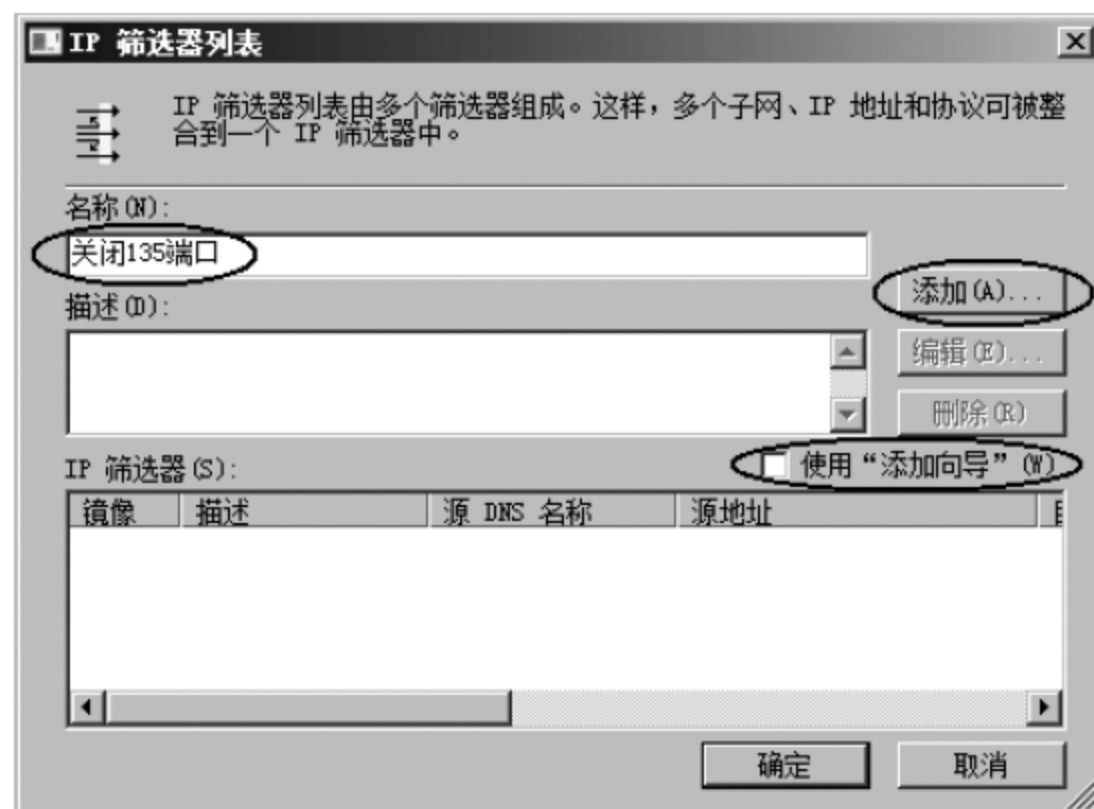 IP 筛选器列表
IP 筛选器列表由多个筛选器组成。这样，多个子网、IP 地址和协议可被整
合到一个 IP 筛选器中。
名称(N):
关闭135端口
添加(A)...
描述(D):
编辑(E)...
删除(R)
IP 筛选器(S):
使用“添加向导”(W)
镜像 描述 源 DNS 名称 源地址
确定 取消